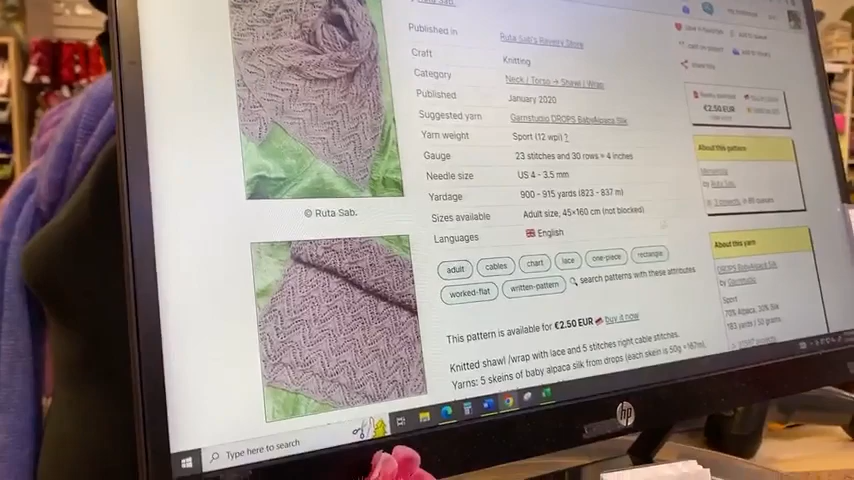 Published in
Ruta Sab's Ravelry Store
Craft
Knitting
Category
Neck / Torso → Shawl / Wrap
Published
January 2020
Suggested yarn
Garnstudio DROPS BabyAlpaca Silk
Yarn weight
Sport (12 wpi) ?
Gauge
23 stitches and 30 rows = 4 inches
Needle size
US 4 - 3.5 mm
Yardage
900 - 915 yards (823 - 837 m)
Sizes available
Adult size, 45×160 cm (not blocked)
Languages
English
adult
cables
chart
lace
one-piece
rectangle
worked-flat
written-pattern
search patterns with these attributes
This pattern is available for €2.50 EUR buy it now
Knitted shawl /wrap with lace and 5 stitches right cable stitches.
Yarns: 5 skeins of baby alpaca silk from drops (each skein is 50g = 167m),
© Ruta Sab.
share this
€2.50 EUR
About this pattern
by Ruta Sab.
About this yarn
DROPS BabyAlpaca Silk
by Garnstudio
Sport
70% Alpaca, 30% Silk
183 yards / 50 grams
Type here to search
hp